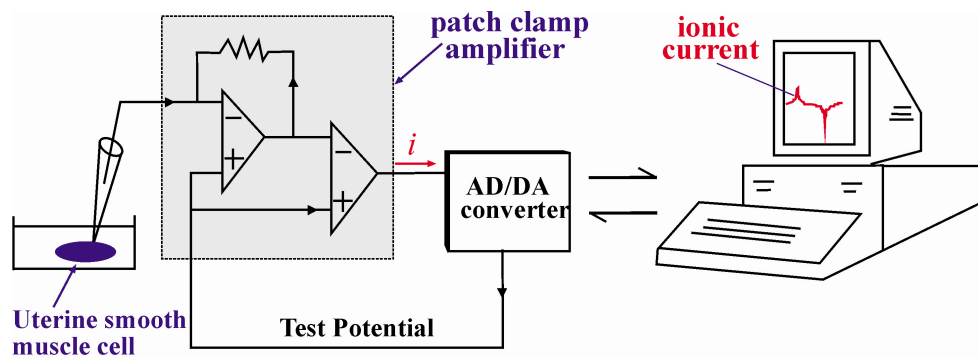 patch clamp
amplifier
ionic
current
−
+
−
+
i
AD/DA
converter
Uterine smooth
muscle cell
Test Potential